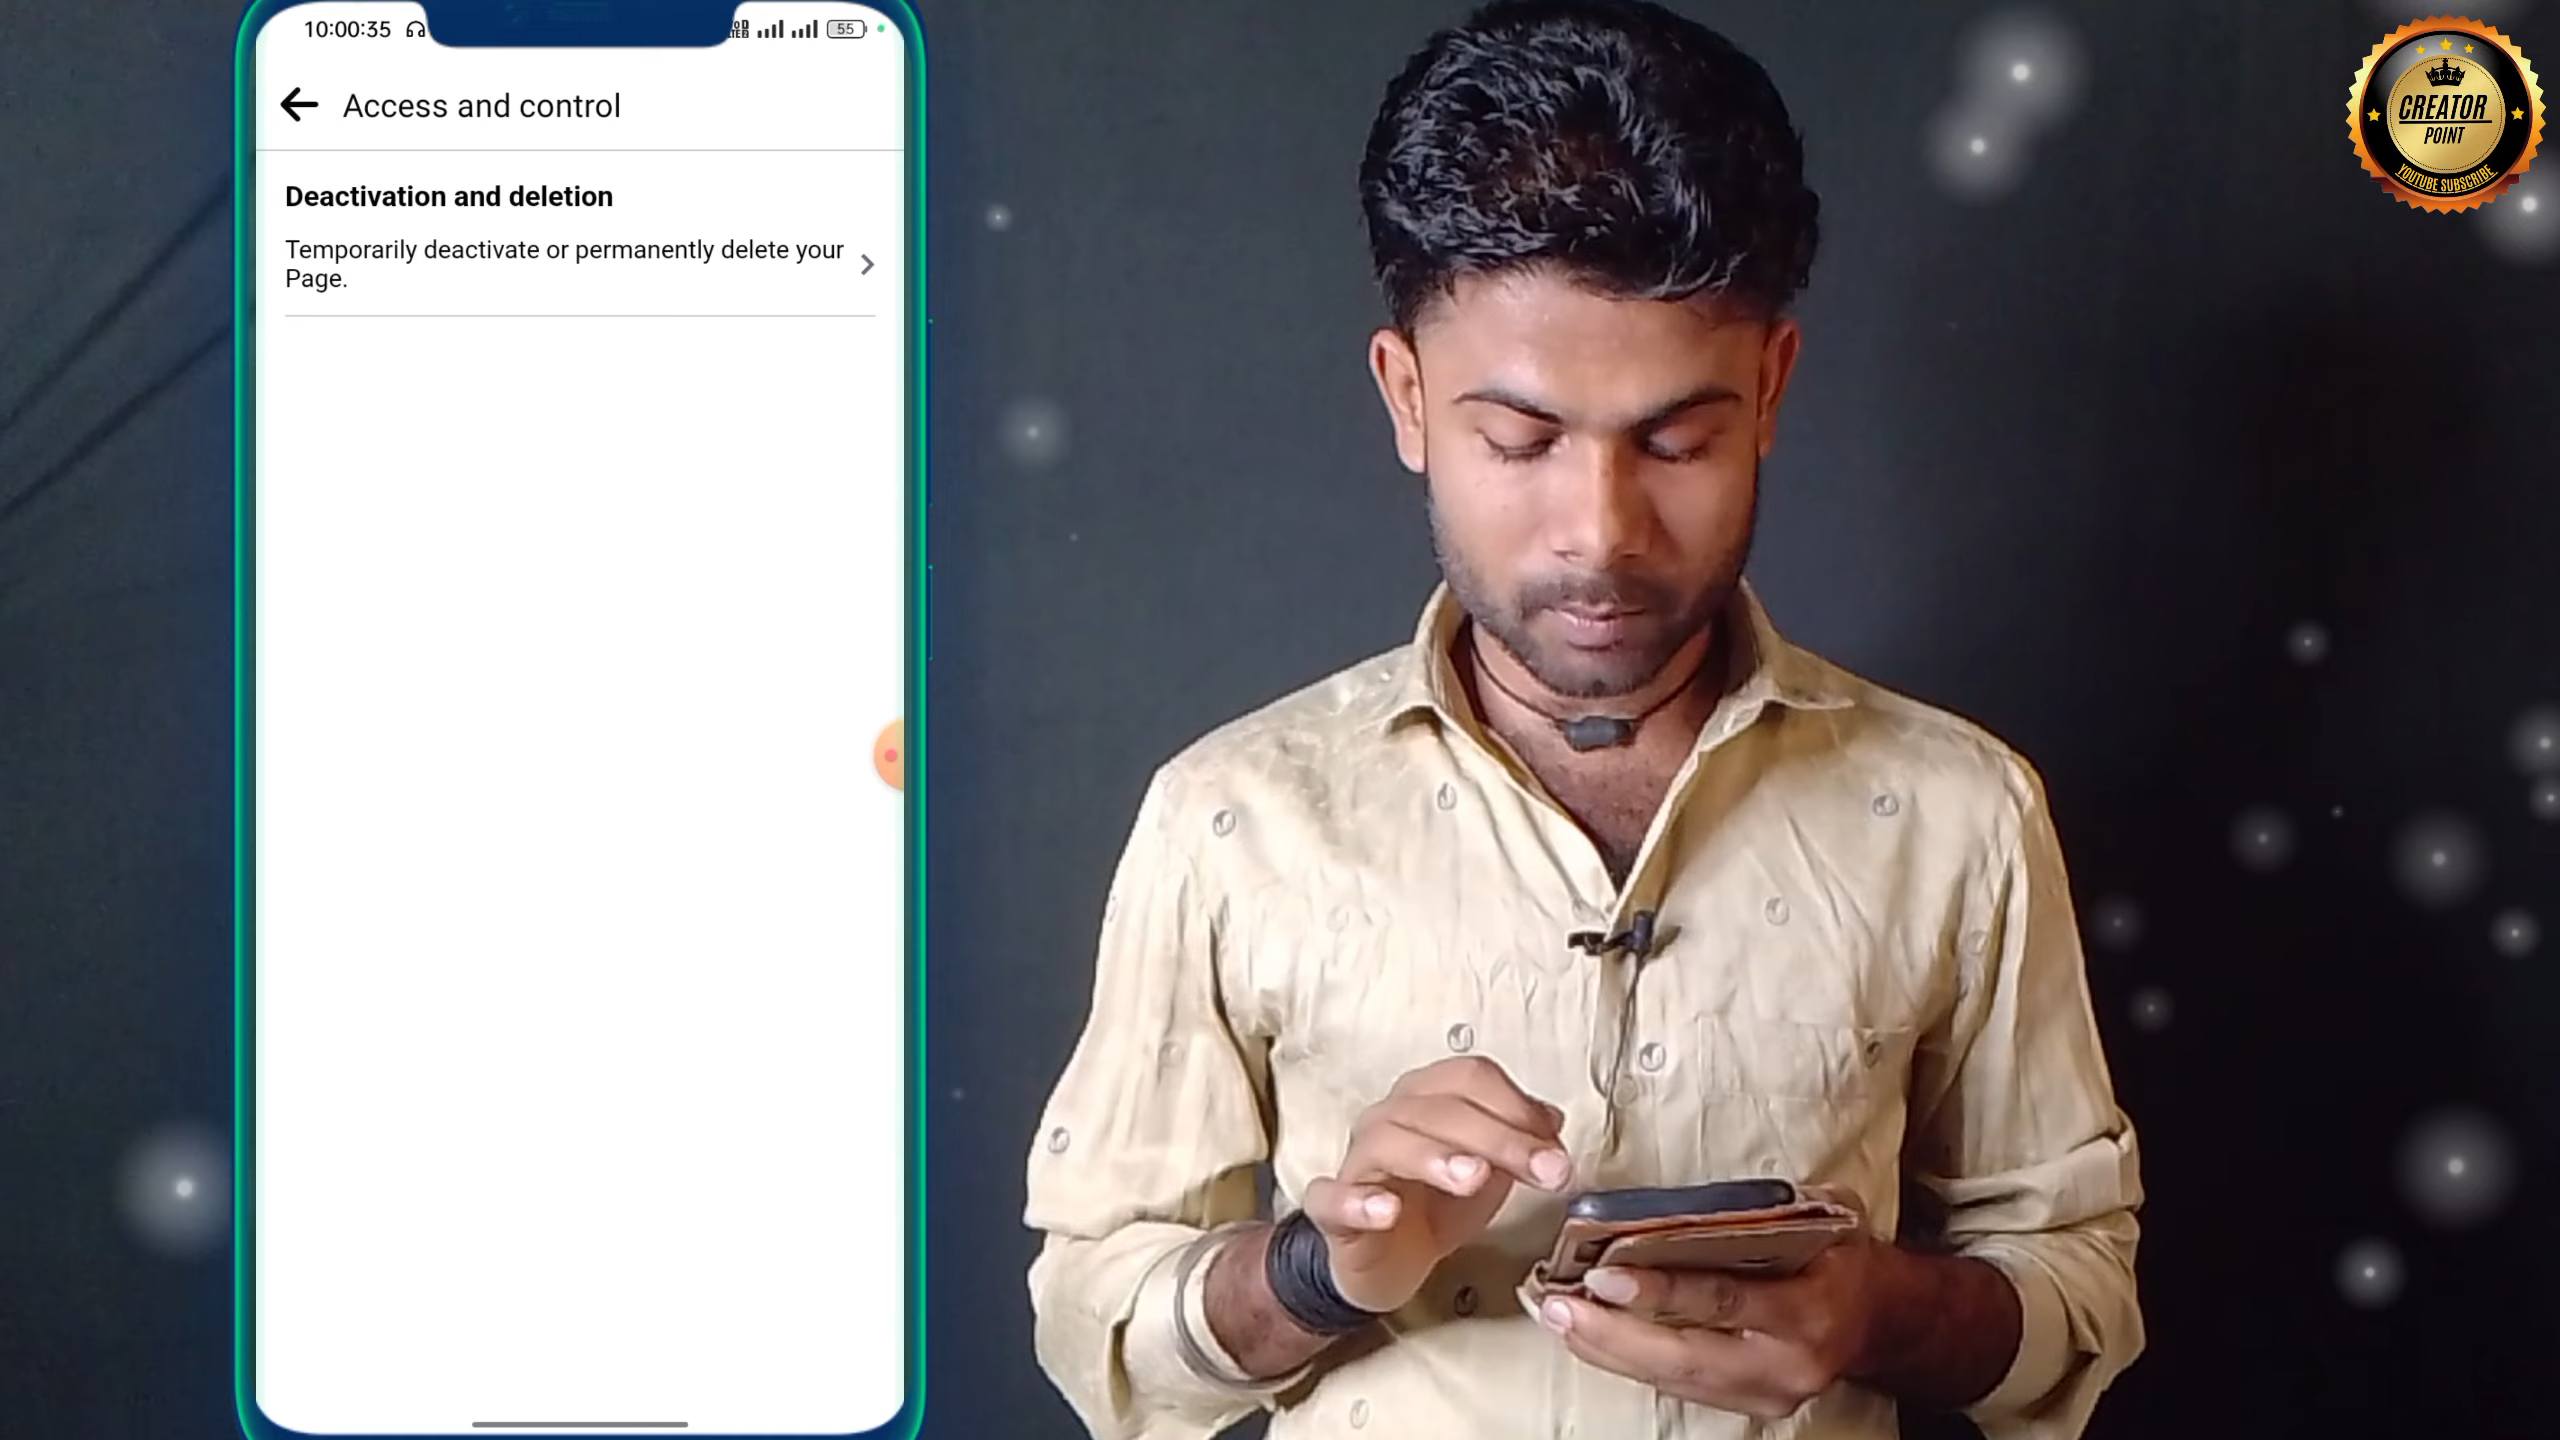 10:00:35
55
Access and control
Deactivation and deletion
Temporarily deactivate or permanently delete your
Page.
CREATOR
POINT
YOUTUBE SUBSCRIBE